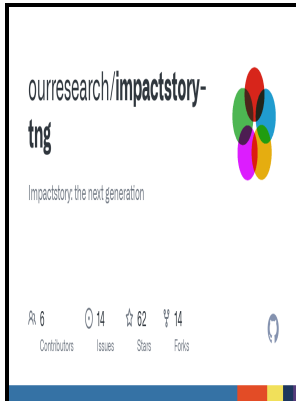 ourresearch/impactstory-
tng
Impactstory: the next generation
6 14 62 14
Contributors Issues Stars Forks